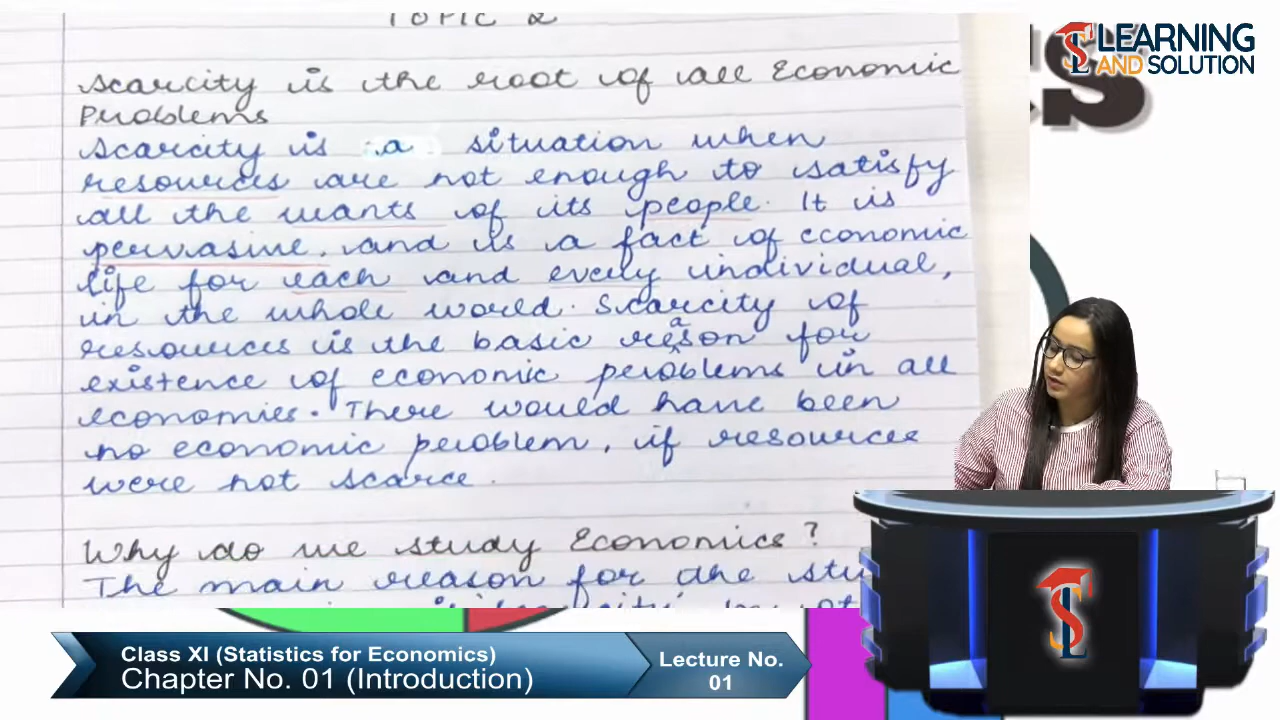 TOPIC 2
Scarcity is the root of all Economic
Problems
Scarcity is a situation when
resources are not enough to satisfy
all the wants of its people. It is
pervasive, and is a fact of economic
life for each and every individual,
in the whole world. Scarcity of
resources is the basic reason for
existence of economic problems in all
economies. There would have been
no economic problem, if resources
were not scarce.
Why do we study Economics?
The main reason for the
LEARNING
AND SOLUTION
Class XI (Statistics for Economics)
Chapter No. 01 (Introduction)
Lecture No.
01